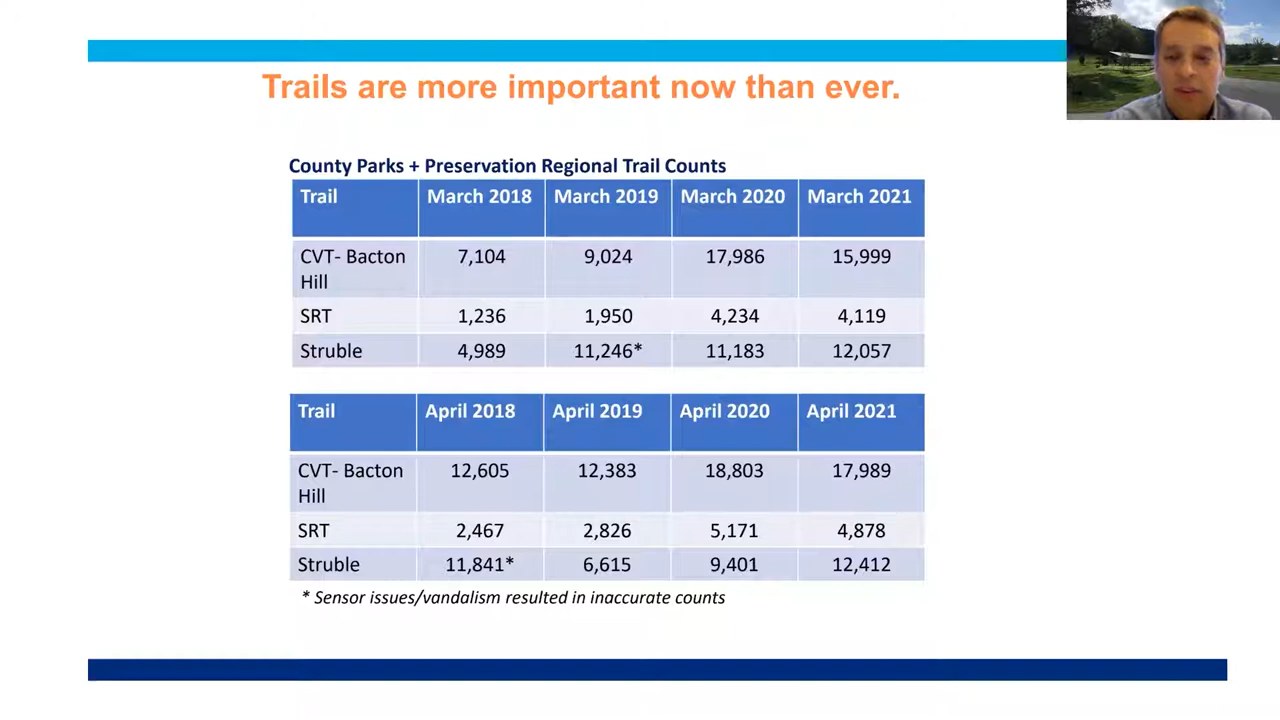 Trails are more important now than ever.
County Parks + Preservation Regional Trail Counts
Trail March 2018 March 2019 March 2020 March 2021
CVT- Bacton Hill 7,104 9,024 17,986 15,999
SRT 1,236 1,950 4,234 4,119
Struble 4,989 11,246* 11,183 12,057
Trail April 2018 April 2019 April 2020 April 2021
CVT- Bacton Hill 12,605 12,383 18,803 17,989
SRT 2,467 2,826 5,171 4,878
Struble 11,841* 6,615 9,401 12,412
* Sensor issues/vandalism resulted in inaccurate counts